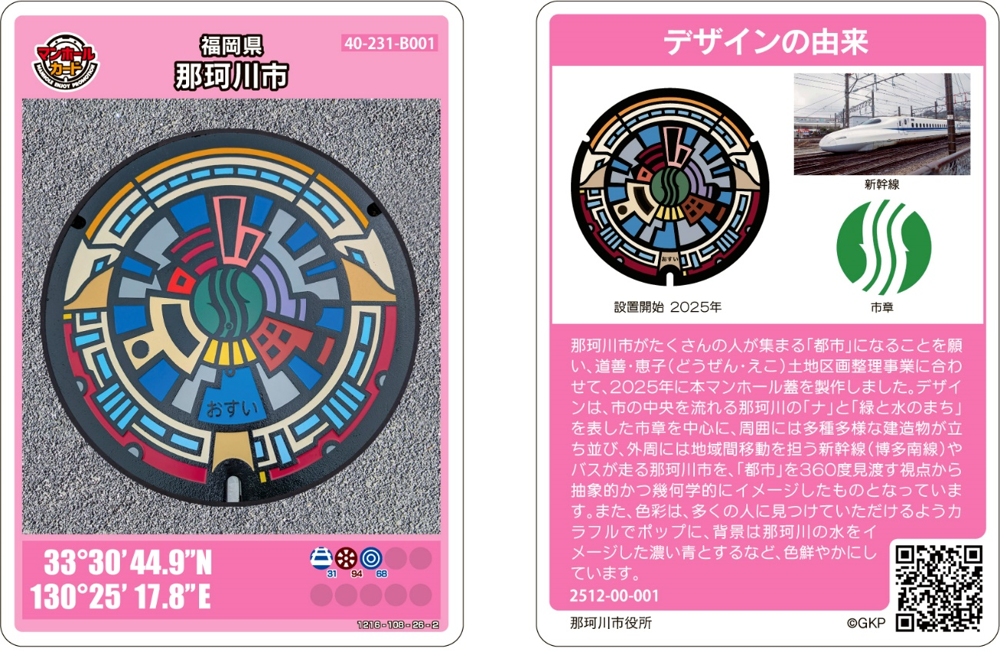 マンホール
カード
MANHOLE ENJOY PROMOTION
福岡県
那珂川市
40-231-B001
おすい
33°30’44.9”N
130°25’17.8”E
31 94 68
1216-108-26-2
デザインの由来
おすい
新幹線
設置開始 2025年
市章
那珂川市がたくさんの人が集まる「都市」になることを願
い、道善・恵子(どうぜん・えこ)土地区画整理事業に合わ
せて、2025年に本マンホール蓋を製作しました。デザイ
ンは、市の中央を流れる那珂川の「ナ」と「緑と水のまち」
を表した市章を中心に、周囲には多種多様な建造物が立
ち並び、外周には地域間移動を担う新幹線(博多南線)や
バスが走る那珂川市を、「都市」を360度見渡す視点から
抽象的かつ幾何学的にイメージしたものとなっていま
す。また、色彩は、多くの人に見つけていただけるようカ
ラフルでポップに、背景は那珂川の水をイ
メージした濃い青とするなど、色鮮やかにし
ています。
2512-00-001
那珂川市役所
©GKP